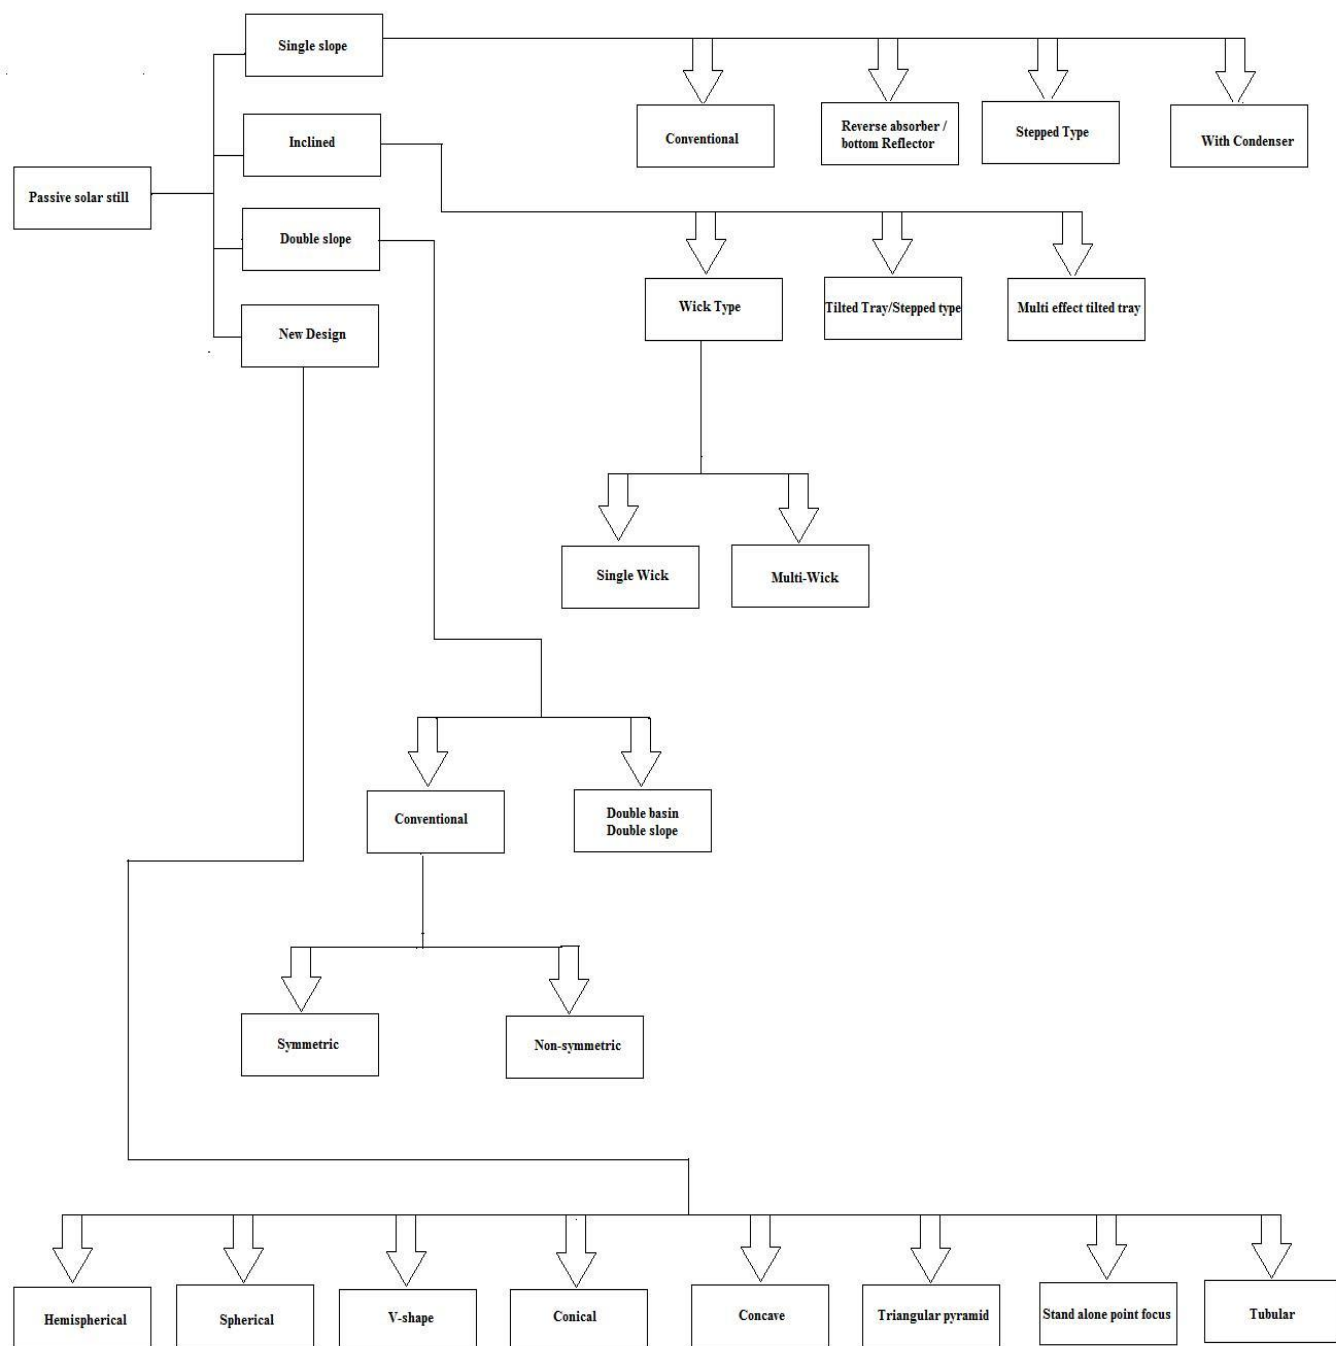 Single slope
Conventional
Reverse absorber /
bottom Reflector
Stepped Type
With Condenser
Inclined
Passive solar still
Double slope
Wick Type
Tilted Tray/Stepped type
Multi effect tilted tray
New Design
Single Wick
Multi-Wick
Conventional
Double basin
Double slope
Symmetric
Non-symmetric
Hemispherical
Spherical
V-shape
Conical
Concave
Triangular pyramid
Stand alone point focus
Tubular